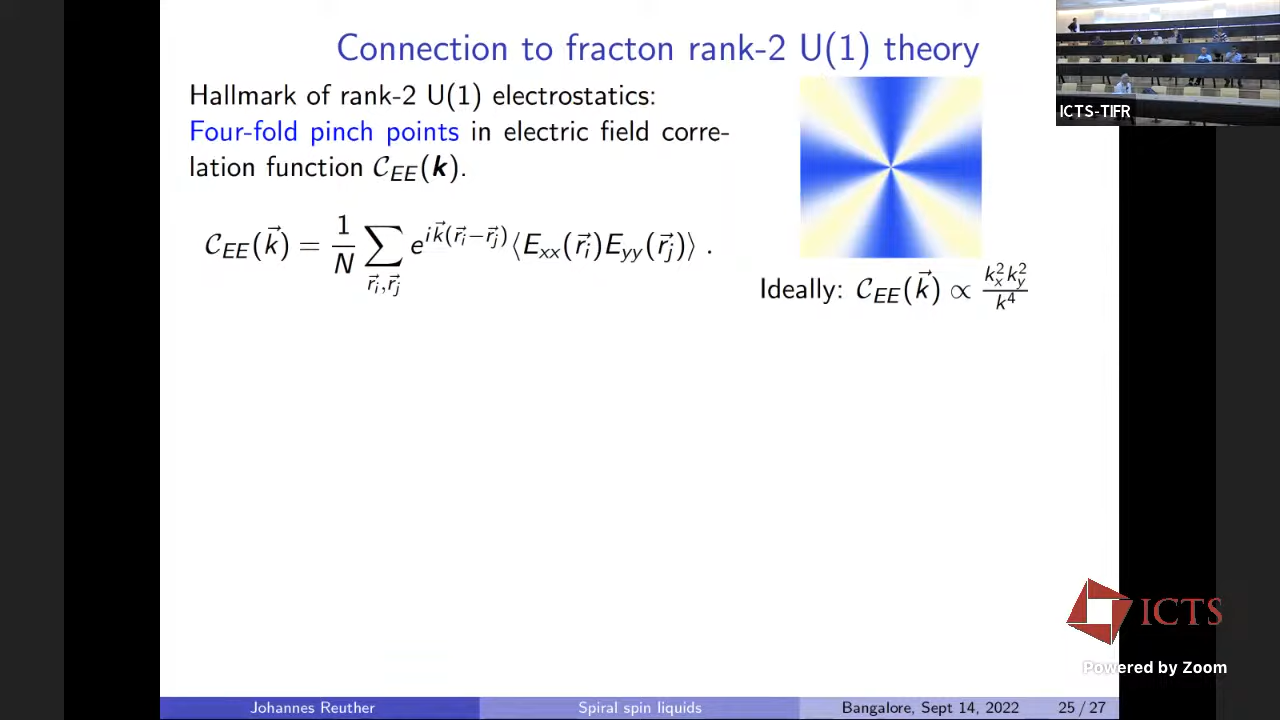 Connection to fracton rank-2 U(1) theory
Hallmark of rank-2 U(1) electrostatics:
Four-fold pinch points in electric field corre-
lation function 𝒞_EE(𝒌).
𝒞_EE(k⃗) = 1/N ∑_{r⃗_i,r⃗_j} e^{ik⃗(r⃗_i−r⃗_j)} ⟨E_xx(r⃗_i)E_yy(r⃗_j)⟩ .
Ideally: 𝒞_EE(k⃗) ∝ k_x^2 k_y^2 / k^4
ICTS-TIFR
ICTS
Powered by Zoom
Johannes Reuther
Spiral spin liquids
Bangalore, Sept 14, 2022
25 / 27